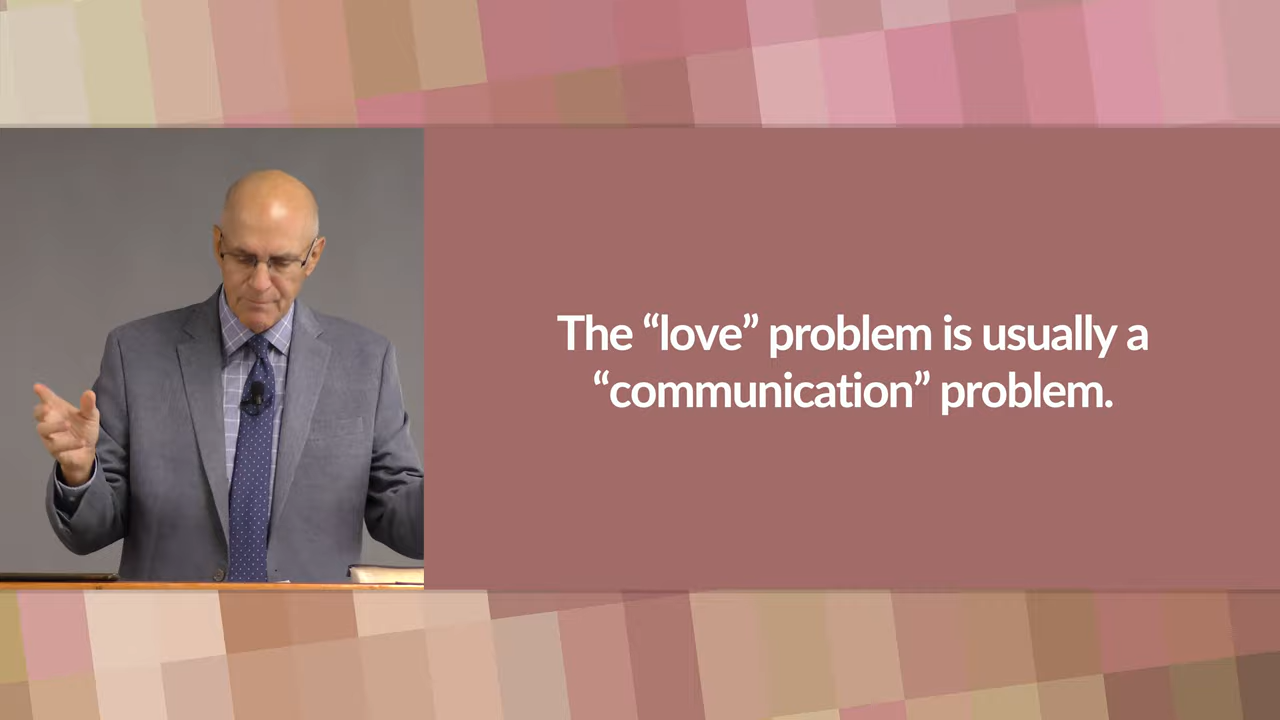 The “love” problem is usually a
“communication” problem.